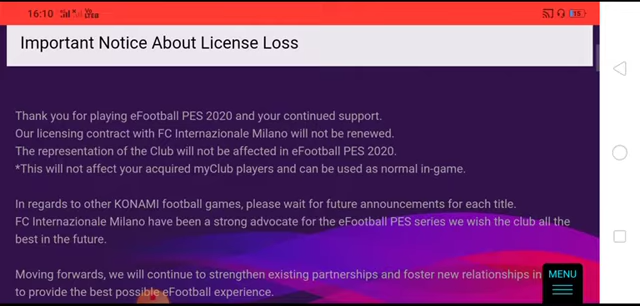 16:10
15
Important Notice About License Loss
Thank you for playing eFootball PES 2020 and your continued support.
Our licensing contract with FC Internazionale Milano will not be renewed.
The representation of the Club will not be affected in eFootball PES 2020.
*This will not affect your acquired myClub players and can be used as normal in-game.
In regards to other KONAMI football games, please wait for future announcements for each title.
FC Internazionale Milano have been a strong advocate for the eFootball PES series we wish the club all the
best in the future.
Moving forwards, we will continue to strengthen existing partnerships and foster new relationships in
to provide the best possible eFootball experience.
MENU